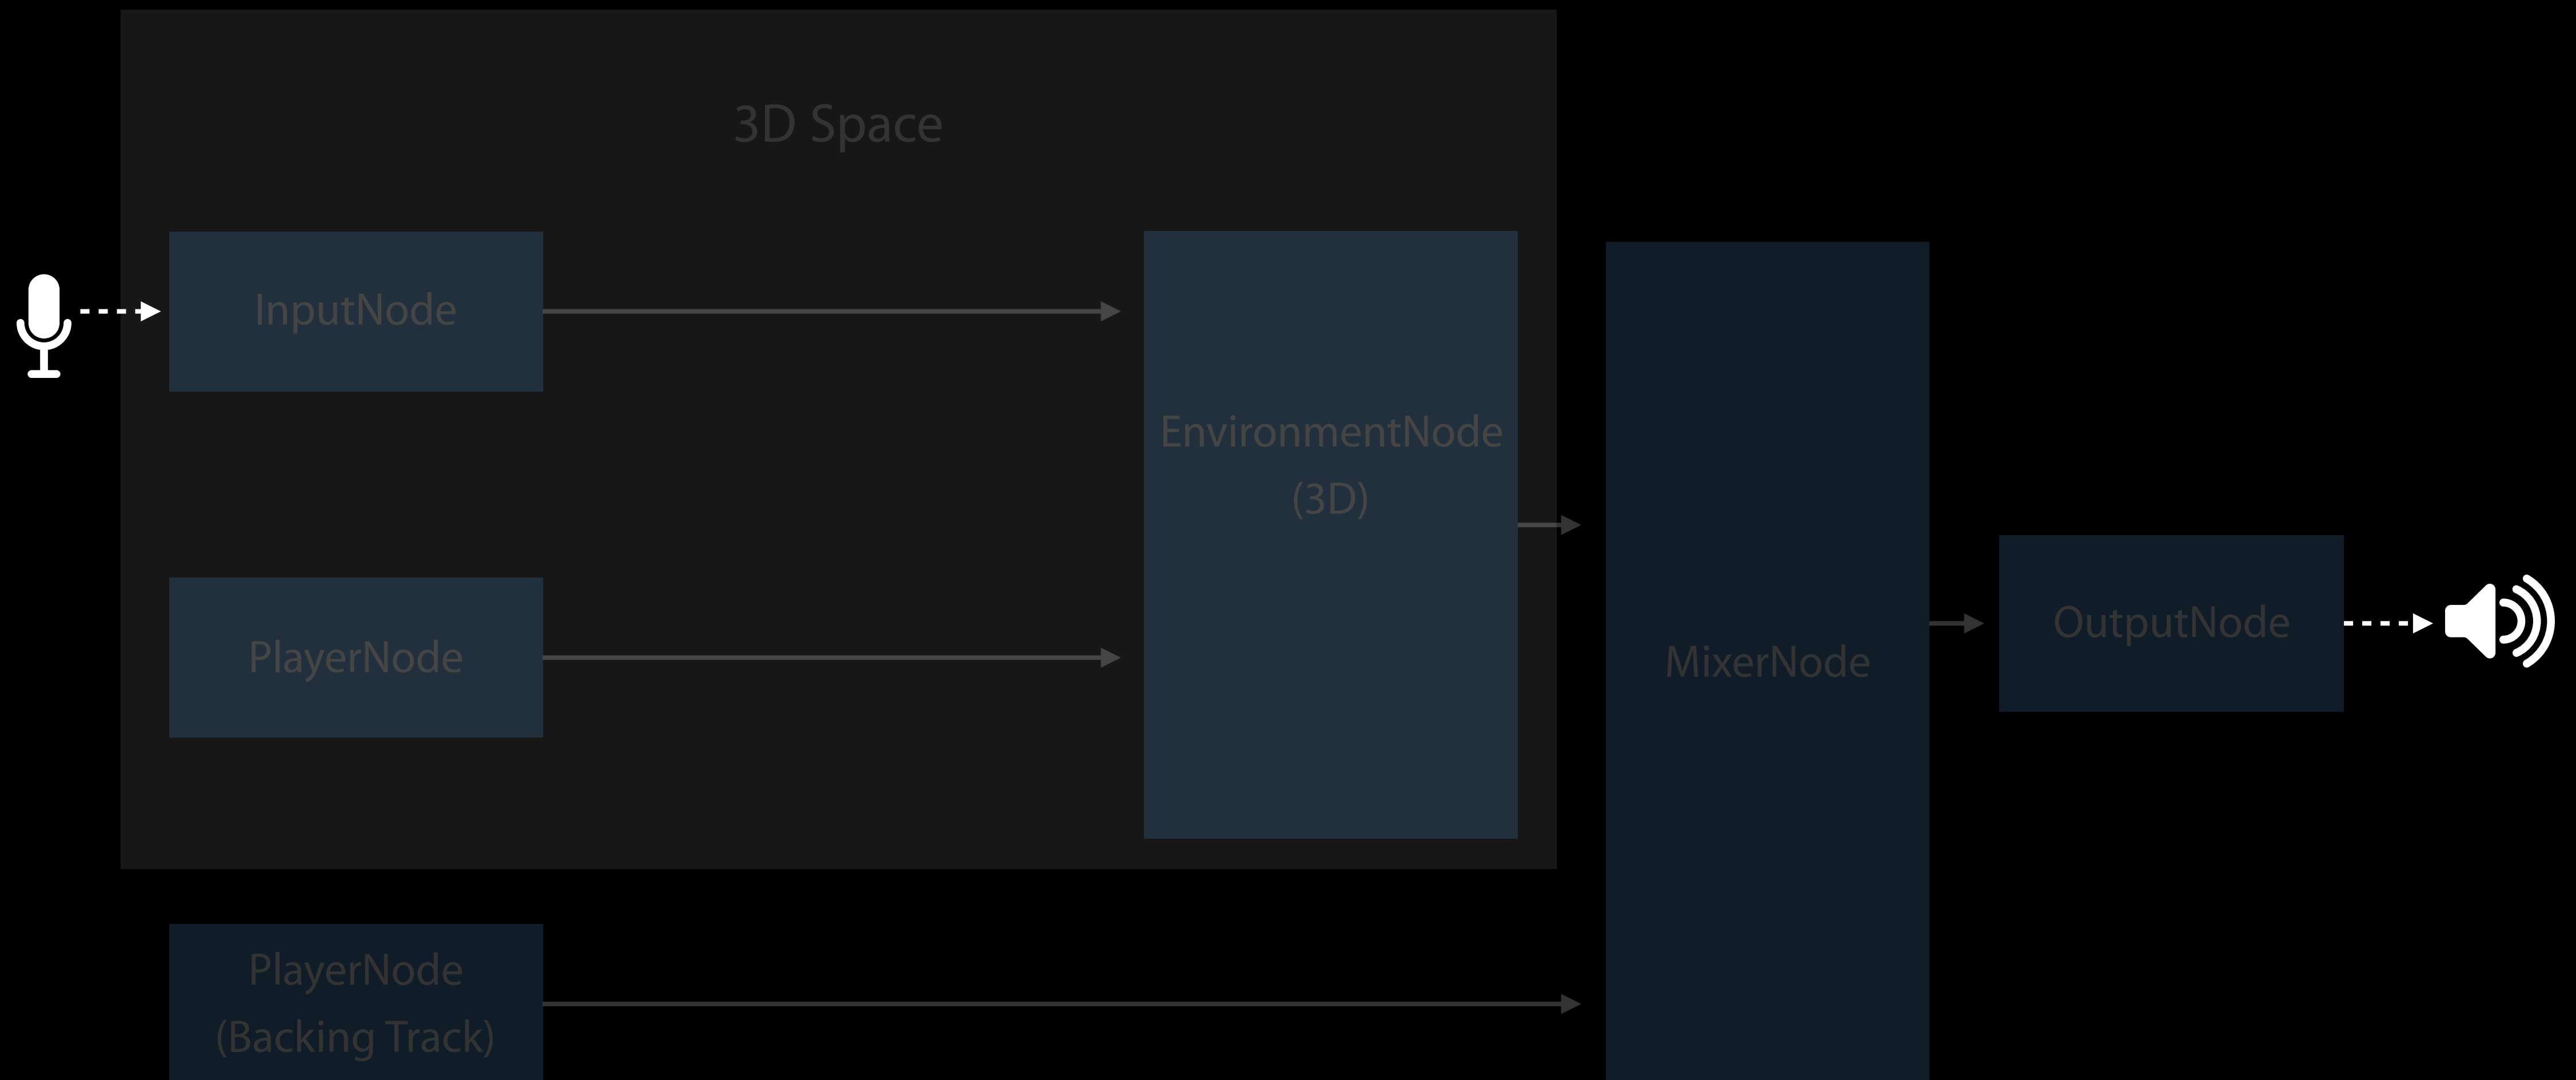 3D Space
InputNode
EnvironmentNode
(3D)
PlayerNode
MixerNode
OutputNode
PlayerNode
(Backing Track)